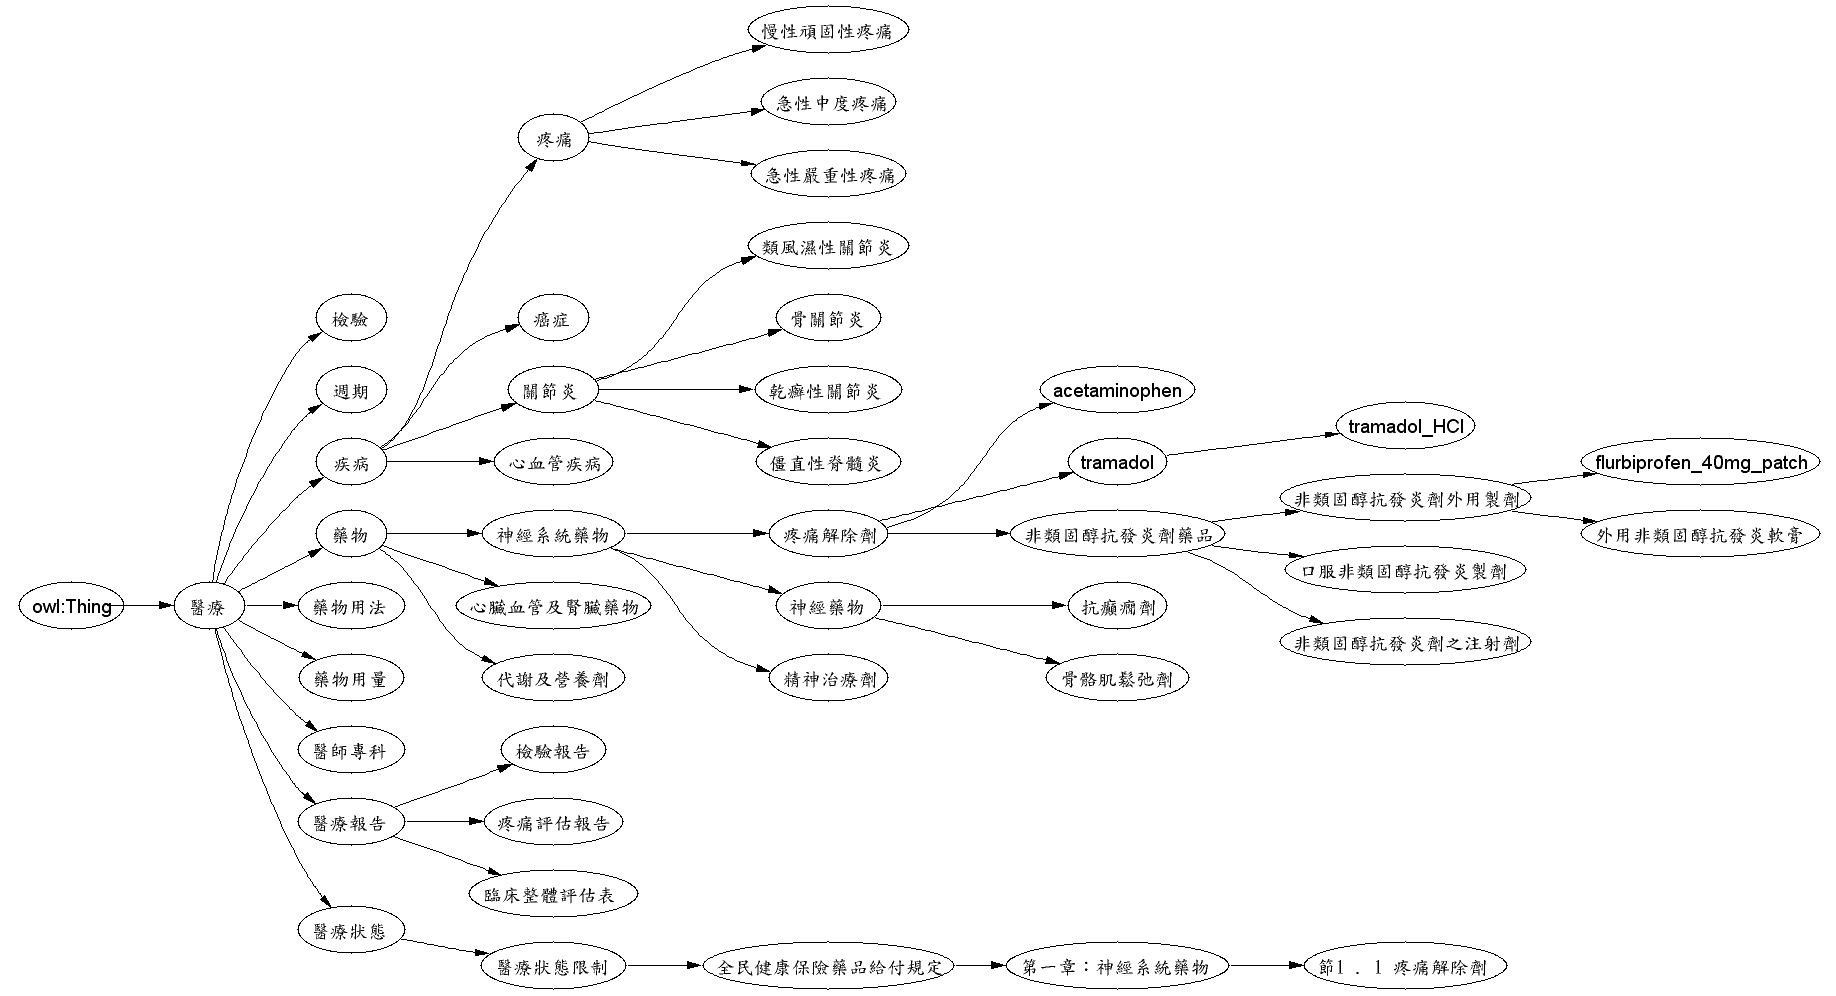 慢性頑固性疼痛
急性中度疼痛
疼痛
急性嚴重性疼痛
類風濕性關節炎
檢驗
癌症
骨關節炎
週期
關節炎
乾癬性關節炎
acetaminophen
tramadol_HCl
疾病
心血管疾病
僵直性脊髓炎
tramadol
flurbiprofen_40mg_patch
非類固醇抗發炎劑外用製劑
藥物
神經系統藥物
疼痛解除劑
非類固醇抗發炎劑藥品
外用非類固醇抗發炎軟膏
口服非類固醇抗發炎製劑
owl:Thing
醫療
藥物用法
心臟血管及腎臟藥物
神經藥物
抗癲癇劑
非類固醇抗發炎劑之注射劑
藥物用量
代謝及營養劑
精神治療劑
骨骼肌鬆弛劑
醫師專科
檢驗報告
醫療報告
疼痛評估報告
臨床整體評估表
醫療狀態
醫療狀態限制
全民健康保險藥品給付規定
第一章：神經系統藥物
節1﹒1 疼痛解除劑